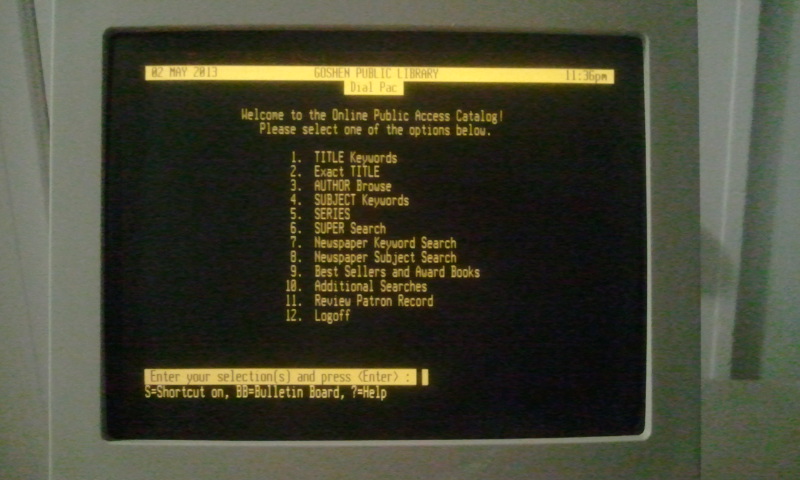 02 MAY 2013 GOSHEN PUBLIC LIBRARY 11:36pm
Dial Pac
Welcome to the Online Public Access Catalog!
Please select one of the options below.
1. TITLE Keywords
2. Exact TITLE
3. AUTHOR Browse
4. SUBJECT Keywords
5. SERIES
6. SUPER Search
7. Newspaper Keyword Search
8. Newspaper Subject Search
9. Best Sellers and Award Books
10. Additional Searches
11. Review Patron Record
12. Logoff
Enter your selection(s) and press <Enter> :
S=Shortcut on, BB=Bulletin Board, ?=Help